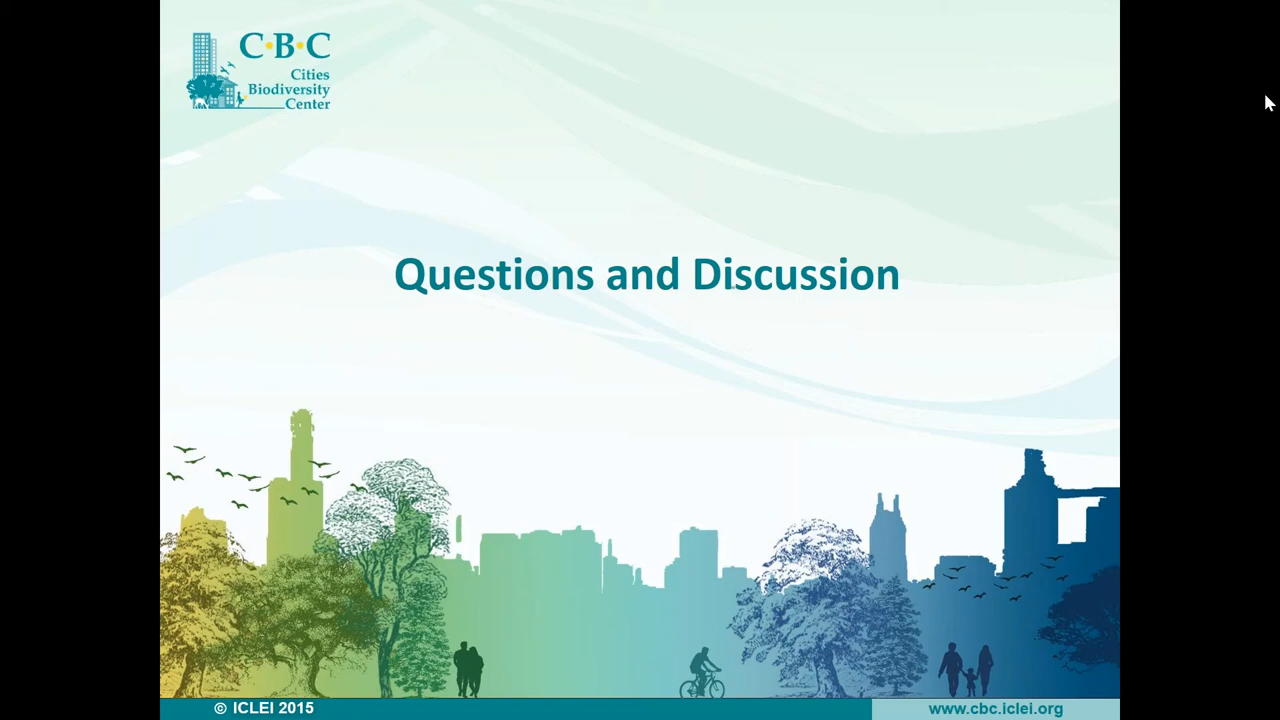 C·B·C
Cities
Biodiversity
Center
Questions and Discussion
© ICLEI 2015
www.cbc.iclei.org